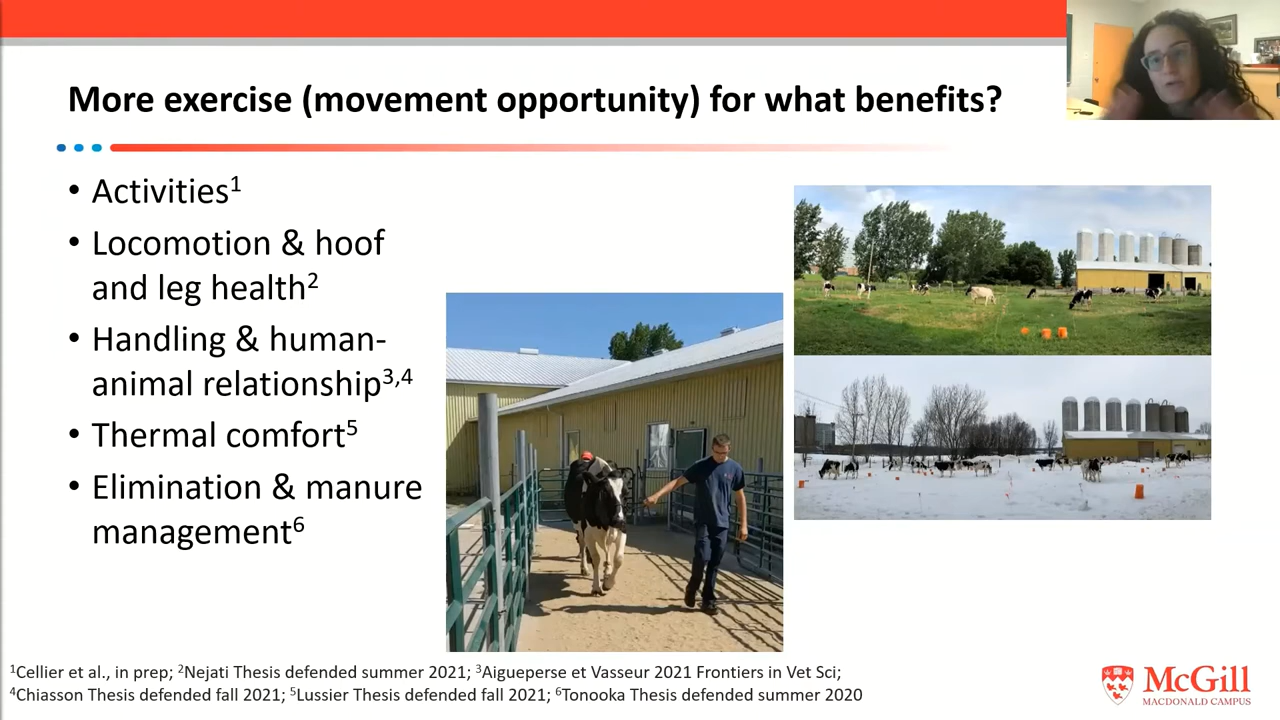 More exercise (movement opportunity) for what benefits?
• Activities¹
• Locomotion & hoof
and leg health²
• Handling & human-
animal relationship³,⁴
• Thermal comfort⁵
• Elimination & manure
management⁶
¹Cellier et al., in prep; ²Nejati Thesis defended summer 2021; ³Aigueperse et Vasseur 2021 Frontiers in Vet Sci;
⁴Chiasson Thesis defended fall 2021; ⁵Lussier Thesis defended fall 2021; ⁶Tonooka Thesis defended summer 2020
McGill
MACDONALD CAMPUS